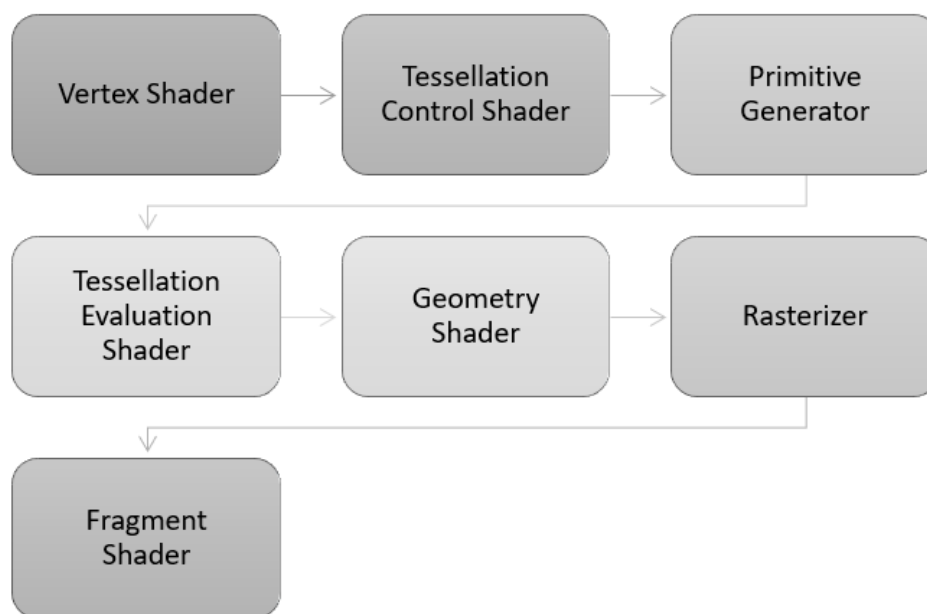 Vertex Shader
Tessellation
Control Shader
Primitive
Generator
Tessellation
Evaluation
Shader
Geometry
Shader
Rasterizer
Fragment
Shader